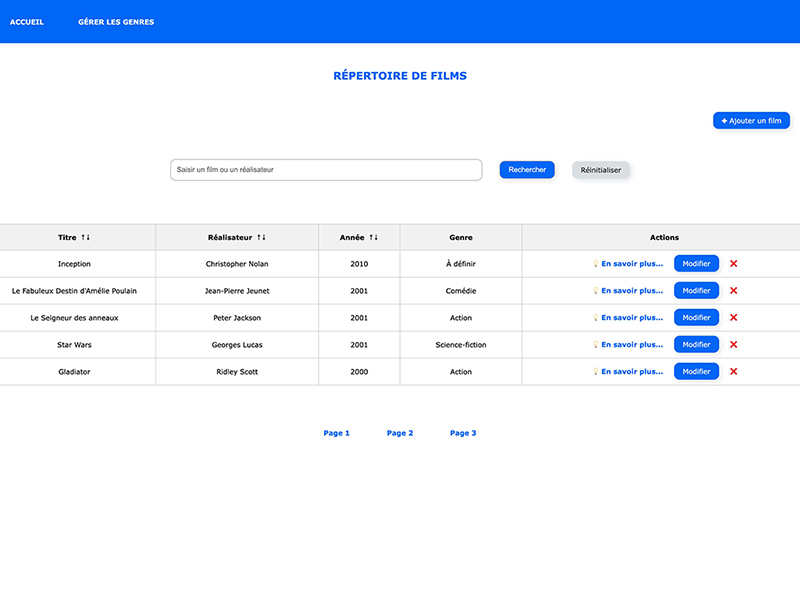 ACCUEIL GÉRER LES GENRES
RÉPERTOIRE DE FILMS
+ Ajouter un film
Saisir un film ou un réalisateur Rechercher Réinitialiser
Titre ↑↓ Réalisateur ↑↓ Année ↑↓ Genre Actions
Inception Christopher Nolan 2010 À définir En savoir plus... Modifier
Le Fabuleux Destin d'Amélie Poulain Jean-Pierre Jeunet 2001 Comédie En savoir plus... Modifier
Le Seigneur des anneaux Peter Jackson 2001 Action En savoir plus... Modifier
Star Wars Georges Lucas 2001 Science-fiction En savoir plus... Modifier
Gladiator Ridley Scott 2000 Action En savoir plus... Modifier
Page 1 Page 2 Page 3